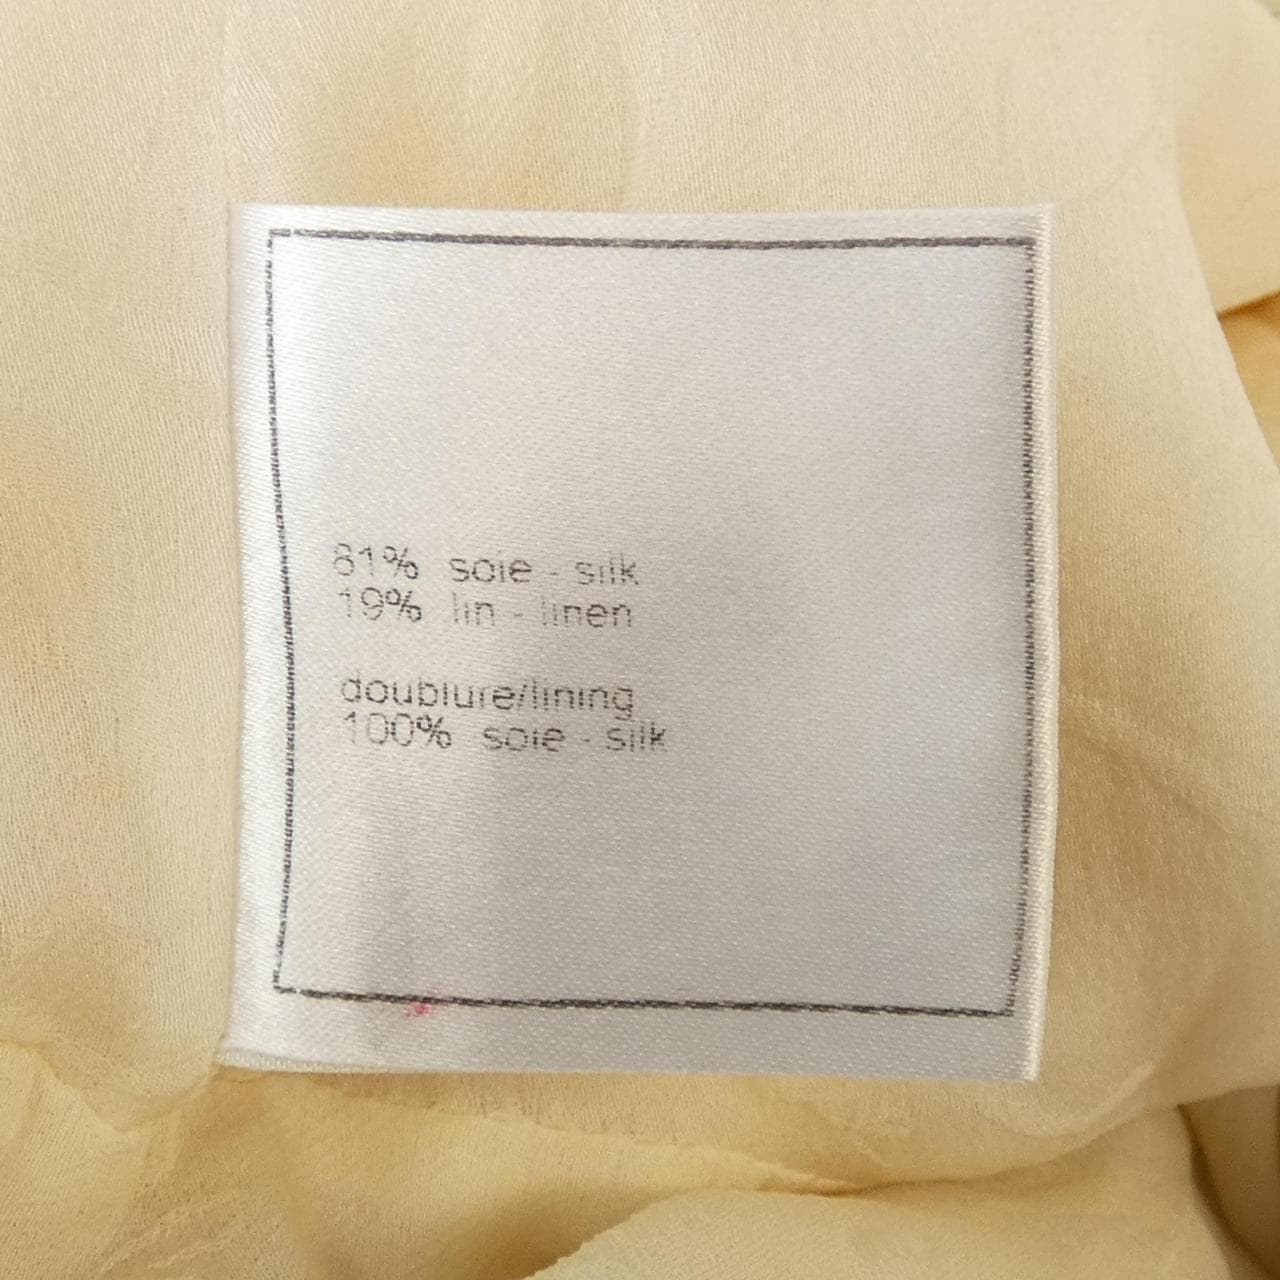 81% soie - silk
19% lin - linen
doublure/lining
100% soie - silk